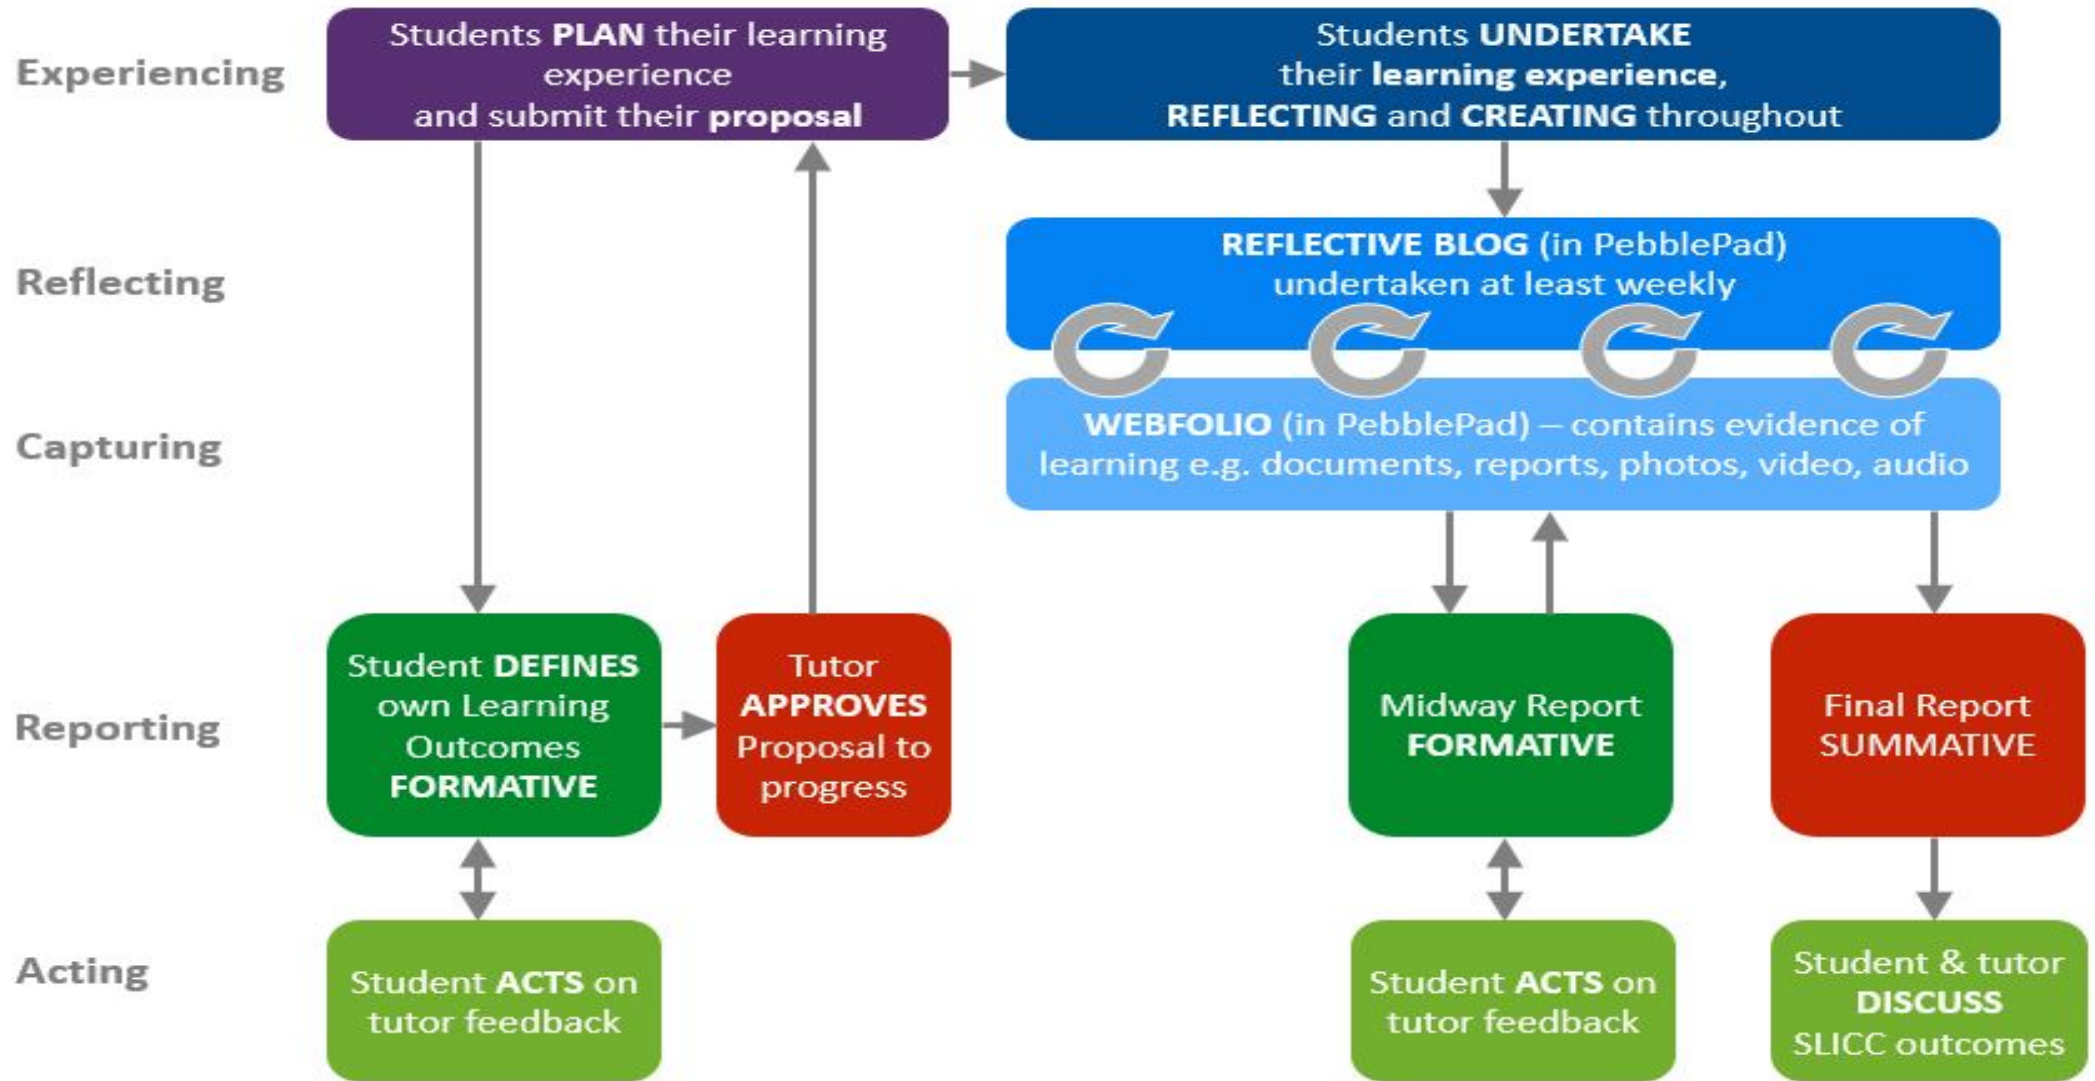 Experiencing
Students PLAN their learning
experience
and submit their proposal
Students UNDERTAKE
their learning experience,
REFLECTING and CREATING throughout
Reflecting
REFLECTIVE BLOG (in PebblePad)
undertaken at least weekly
Capturing
WEBFOLIO (in PebblePad) – contains evidence of
learning e.g. documents, reports, photos, video, audio
Reporting
Student DEFINES
own Learning
Outcomes
FORMATIVE
Tutor
APPROVES
Proposal to
progress
Midway Report
FORMATIVE
Final Report
SUMMATIVE
Acting
Student ACTS on
tutor feedback
Student ACTS on
tutor feedback
Student & tutor
DISCUSS
SLICC outcomes